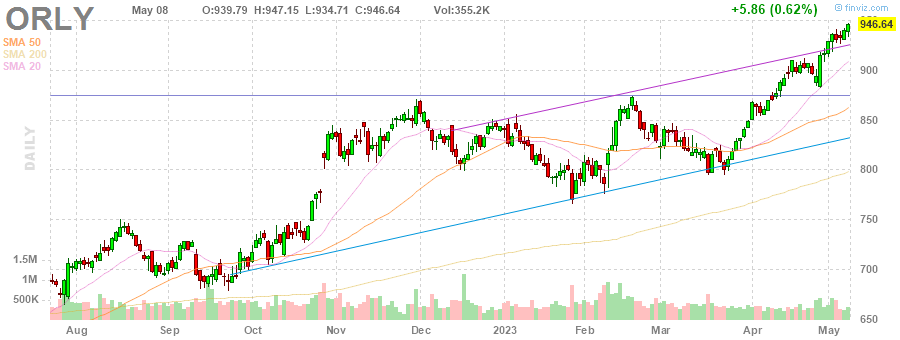 ORLY May 08 O:939.79 H:947.15 L:934.71 C:946.64 Vol:355.2K +5.86 (0.62%) © finviz.com
SMA 50
SMA 200
SMA 20
DAILY
946.64
900
850
800
750
700
650
1.5M
1M
500K
Aug Sep Oct Nov Dec 2023 Feb Mar Apr May